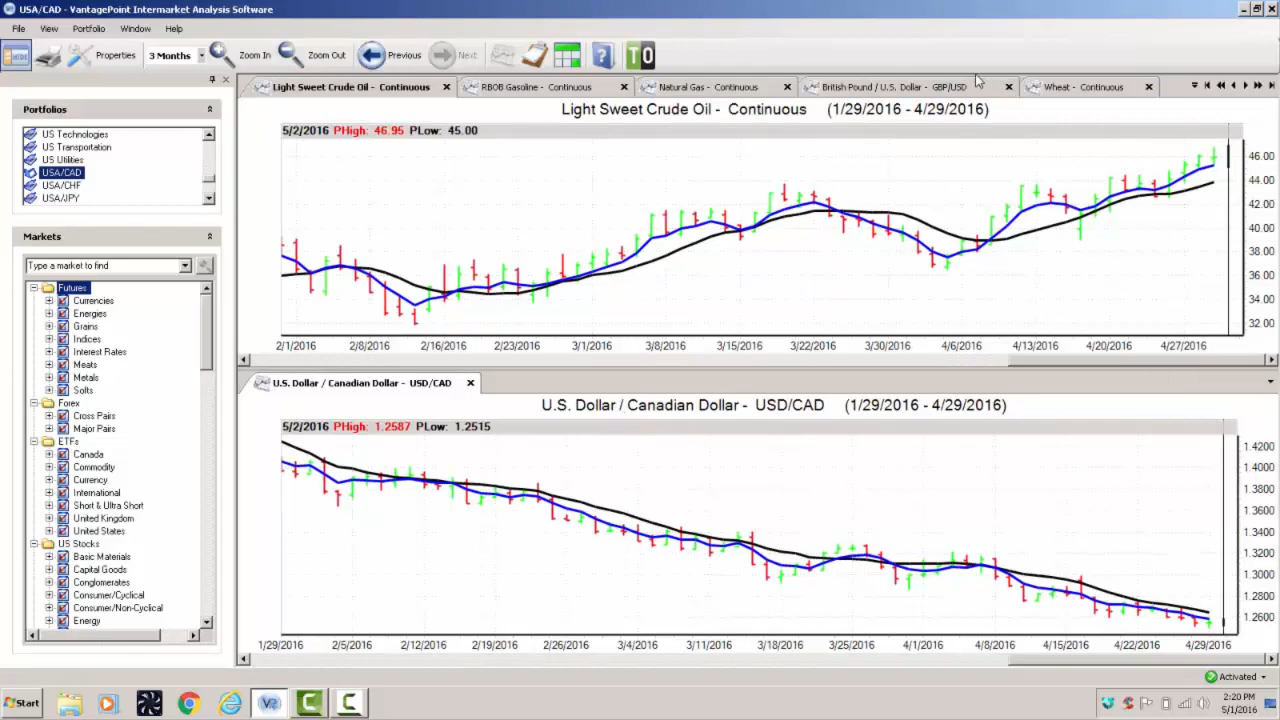 USA/CAD - VantagePoint Intermarket Analysis Software
File View Portfolio Window Help
HIDE Properties 3 Months Zoom In Zoom Out Previous Next ? TO
Light Sweet Crude Oil - Continuous RBOB Gasoline - Continuous Natural Gas - Continuous British Pound / U.S. Dollar - GBP/USD Wheat - Continuous
Portfolios
US Technologies
US Transportation
US Utilities
USA/CAD
USA/CHF
USA/JPY
Markets
Type a market to find
Futures
Currencies
Energies
Grains
Indices
Interest Rates
Meats
Metals
Softs
Forex
Cross Pairs
Major Pairs
ETFs
Canada
Commodity
Currency
International
Short & Ultra Short
United Kingdom
United States
US Stocks
Basic Materials
Capital Goods
Conglomerates
Consumer/Cyclical
Consumer/Non-Cyclical
Energy
Light Sweet Crude Oil - Continuous (1/29/2016 - 4/29/2016)
5/2/2016 PHigh: 46.95 PLow: 45.00
46.00
44.00
42.00
40.00
38.00
36.00
34.00
32.00
2/1/2016 2/8/2016 2/16/2016 2/23/2016 3/1/2016 3/8/2016 3/15/2016 3/22/2016 3/30/2016 4/6/2016 4/13/2016 4/20/2016 4/27/2016
U.S. Dollar / Canadian Dollar - USD/CAD
U.S. Dollar / Canadian Dollar - USD/CAD (1/29/2016 - 4/29/2016)
5/2/2016 PHigh: 1.2587 PLow: 1.2515
1.4200
1.4000
1.3800
1.3600
1.3400
1.3200
1.3000
1.2800
1.2600
1/29/2016 2/5/2016 2/12/2016 2/19/2016 2/26/2016 3/4/2016 3/11/2016 3/18/2016 3/25/2016 4/1/2016 4/8/2016 4/15/2016 4/22/2016 4/29/2016
Activated
Start
2:20 PM
5/1/2016